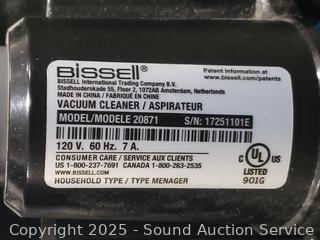 BISSELL®
BISSELL International Trading Company B.V.
Stadhouderskade 55, Floor 2, 1072AB Amsterdam, Netherlands
Patent Information at
www.bissell.com/patents
MADE IN CHINA / FABRIQUÉ EN CHINE
VACUUM CLEANER / ASPIRATEUR
MODEL/MODELE 20871 S/N: 17251101E
120 V. 60 Hz. 7 A.
CONSUMER CARE / SERVICE AUX CLIENTS
US 1-800-237-7691 CANADA 1-800-263-2535
WWW.BISSELL.COM
HOUSEHOLD TYPE / TYPE MENAGER
C UL US
LISTED
901G
Copyright 2025 - Sound Auction Service